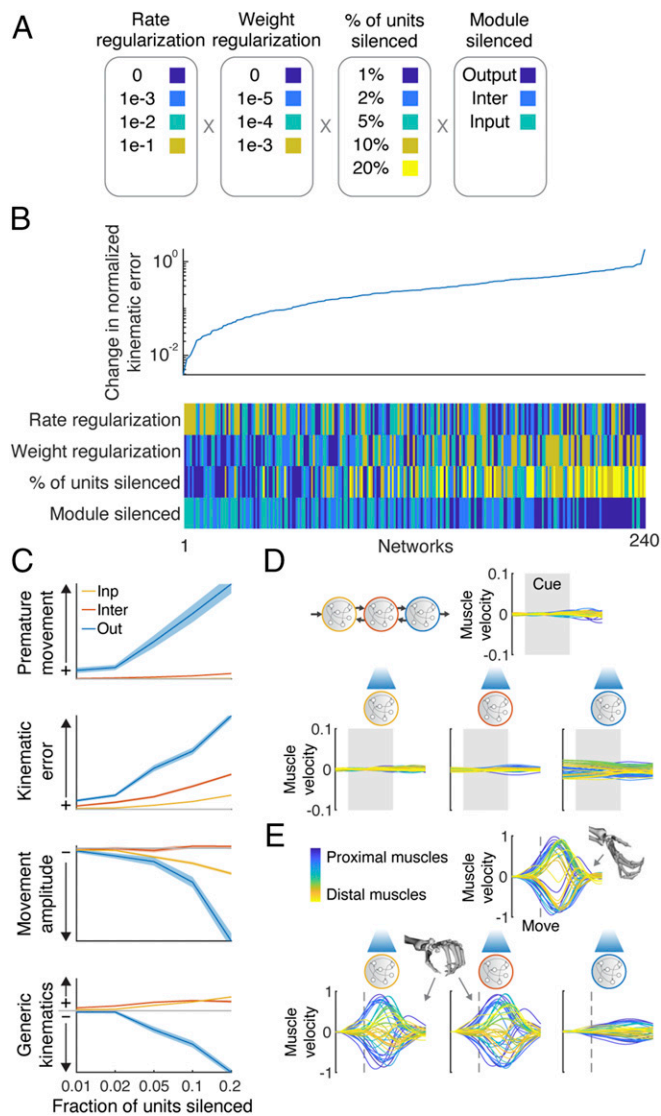 A
Rate regularization
Weight regularization
% of units silenced
Module silenced
0
1e-3
1e-2
1e-1
X
0
1e-5
1e-4
1e-3
X
1%
2%
5%
10%
20%
X
Output
Inter
Input
B
Change in normalized kinematic error
10^0
10^-2
Rate regularization
Weight regularization
% of units silenced
Module silenced
1
Networks
240
C
Inp
Inter
Out
Premature movement
+
Kinematic error
+
Movement amplitude
−
Generic kinematics
+
−
0.01 0.02 0.05 0.1 0.2
Fraction of units silenced
D
Muscle velocity
0.1
0
-0.1
Cue
Muscle velocity
0.1
0
-0.1
E
Proximal muscles
Distal muscles
Muscle velocity
1
0
-1
Move
Muscle velocity
1
0
-1